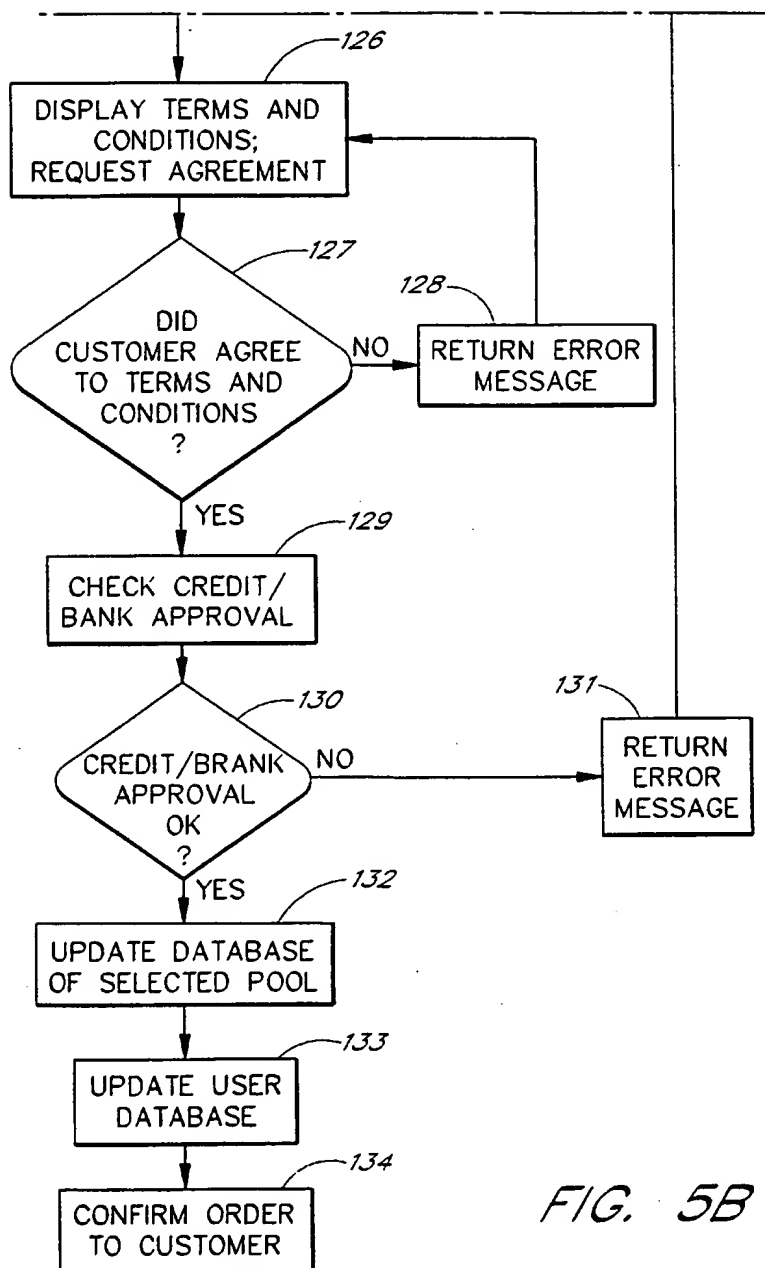 126
DISPLAY TERMS AND
CONDITIONS;
REQUEST AGREEMENT
127
DID
CUSTOMER AGREE
TO TERMS AND
CONDITIONS
?
NO
128
RETURN ERROR
MESSAGE
YES
129
CHECK CREDIT/
BANK APPROVAL
130
CREDIT/BRANK
APPROVAL
OK
?
NO
131
RETURN
ERROR
MESSAGE
YES
132
UPDATE DATABASE
OF SELECTED POOL
133
UPDATE USER
DATABASE
134
CONFIRM ORDER
TO CUSTOMER
FIG. 5B